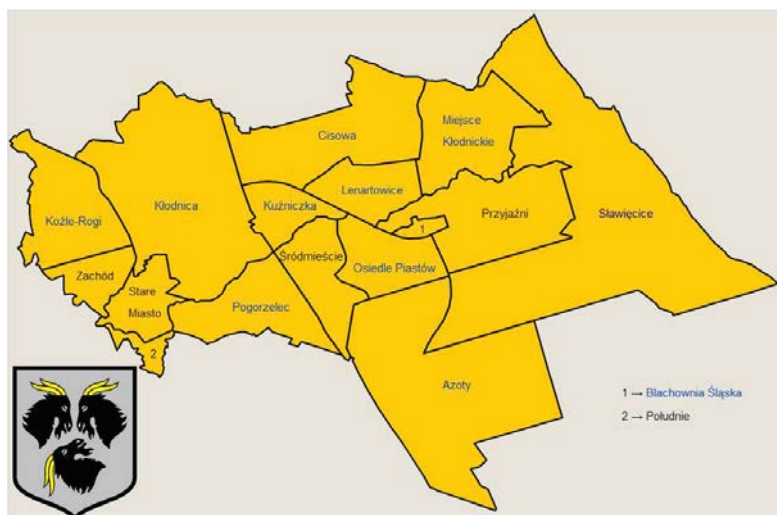 Cisowa
Miejsce
Kłodnickie
Kłodnica
Lenartowice
Koźle-Rogi
Kuźniczka
Przyjaźni
Sławięcice
1
Śródmieście
Osiedle Piastów
Zachód
Stare
Miasto
Pogorzelec
2
Azoty
1 → Blachownia Śląska
2 → Południe